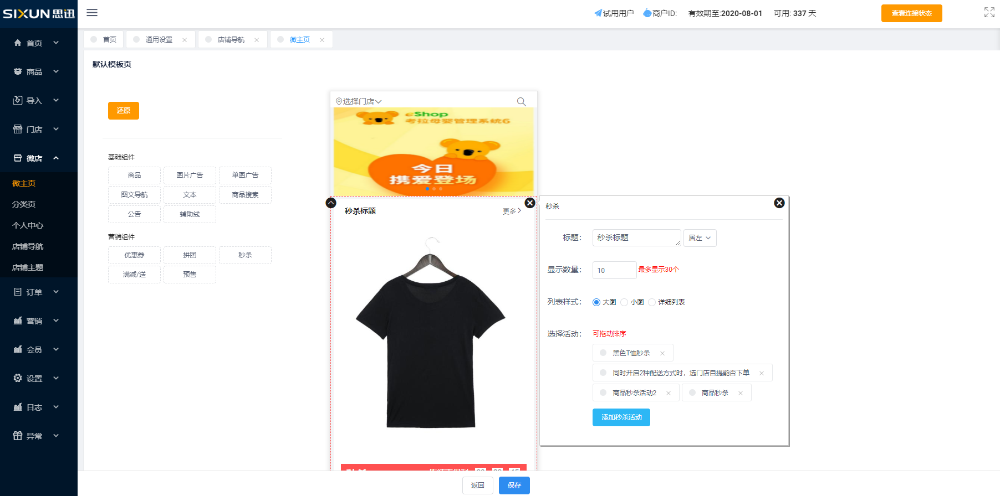 SIXUN思迅
试用用户 商户ID: 有效期至:2020-08-01 可用: 337 天
查看连接状态
首页
商品
导入
门店
微店
微主页
分类页
个人中心
店铺导航
店铺主题
订单
营销
会员
设置
日志
异常
首页 通用设置 店铺导航 微主页
默认模板页
还原
基础组件
商品 图片广告 单图广告
图文导航 文本 商品搜索
公告 辅助线
营销组件
优惠券 拼团 秒杀
满减/送 预售
选择门店
eShop
考拉母婴管理系统6
今日
携爱登场
秒杀标题 更多
秒杀
标题: 秒杀标题 居左
显示数量: 10 最多显示30个
列表样式: 大图 小图 详细列表
选择活动: 可拖动排序
黑色T恤秒杀
同时开启2种配送方式时，选门店自提能否下单
商品秒杀活动2 商品秒杀
添加秒杀活动
返回 保存